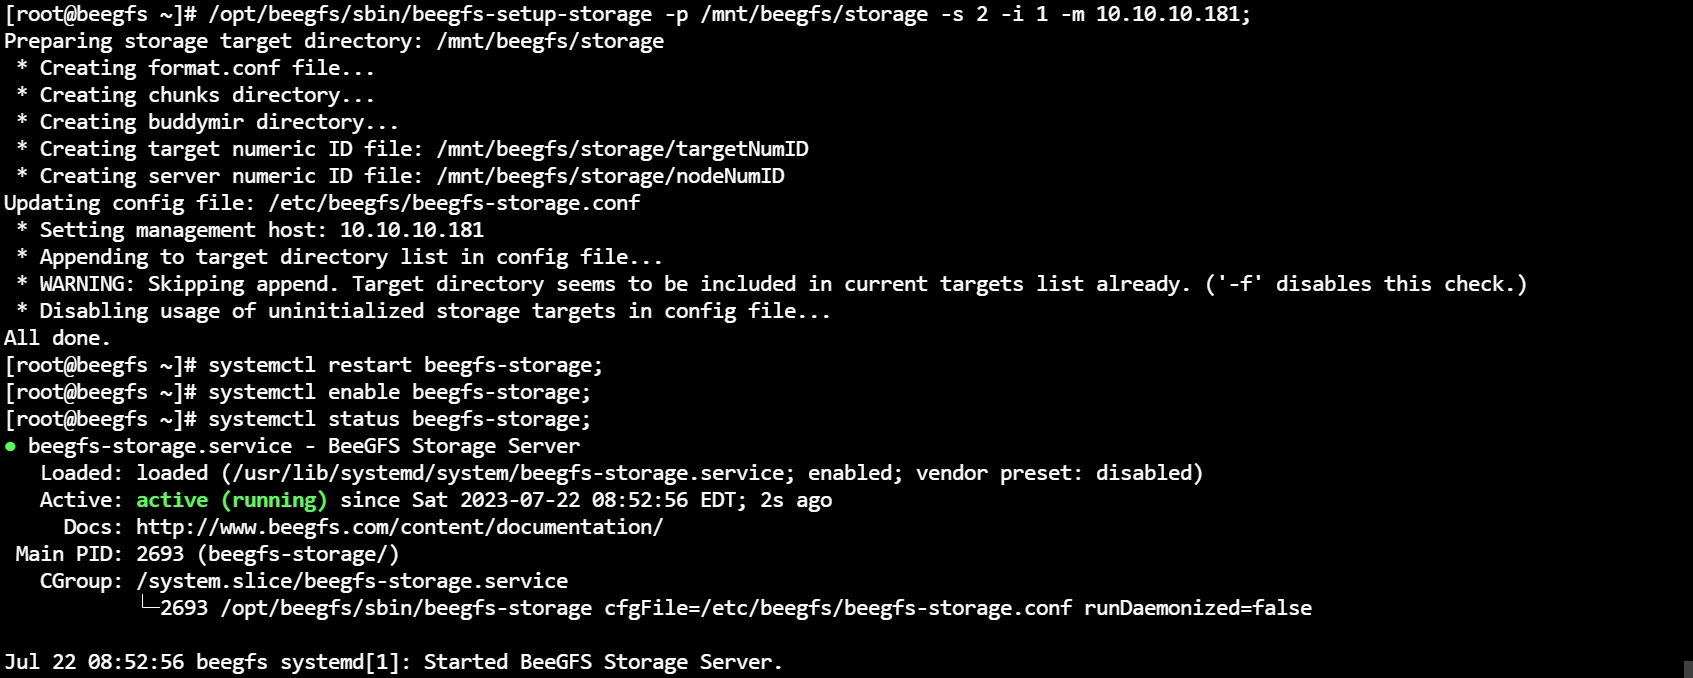 [root@beegfs ~]# /opt/beegfs/sbin/beegfs-setup-storage -p /mnt/beegfs/storage -s 2 -i 1 -m 10.10.10.181;
Preparing storage target directory: /mnt/beegfs/storage
 * Creating format.conf file...
 * Creating chunks directory...
 * Creating buddymir directory...
 * Creating target numeric ID file: /mnt/beegfs/storage/targetNumID
 * Creating server numeric ID file: /mnt/beegfs/storage/nodeNumID
Updating config file: /etc/beegfs/beegfs-storage.conf
 * Setting management host: 10.10.10.181
 * Appending to target directory list in config file...
 * WARNING: Skipping append. Target directory seems to be included in current targets list already. ('-f' disables this check.)
 * Disabling usage of uninitialized storage targets in config file...
All done.
[root@beegfs ~]# systemctl restart beegfs-storage;
[root@beegfs ~]# systemctl enable beegfs-storage;
[root@beegfs ~]# systemctl status beegfs-storage;
● beegfs-storage.service - BeeGFS Storage Server
   Loaded: loaded (/usr/lib/systemd/system/beegfs-storage.service; enabled; vendor preset: disabled)
   Active: active (running) since Sat 2023-07-22 08:52:56 EDT; 2s ago
     Docs: http://www.beegfs.com/content/documentation/
 Main PID: 2693 (beegfs-storage/)
   CGroup: /system.slice/beegfs-storage.service
           └─2693 /opt/beegfs/sbin/beegfs-storage cfgFile=/etc/beegfs/beegfs-storage.conf runDaemonized=false

Jul 22 08:52:56 beegfs systemd[1]: Started BeeGFS Storage Server.